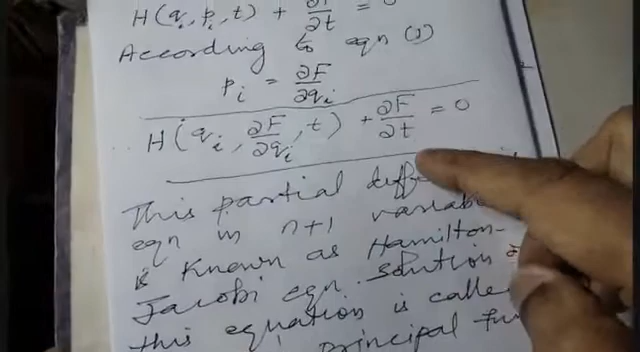 H(qi, pi, t) + ∂F/∂t = 0
According to eqn (1)
pi = ∂F/∂qi
H(qi, ∂F/∂qi, t) + ∂F/∂t = 0
This partial
eqn in n+1
is known as Hamilton-
Jacobi eqn. solution
this equation is
principal